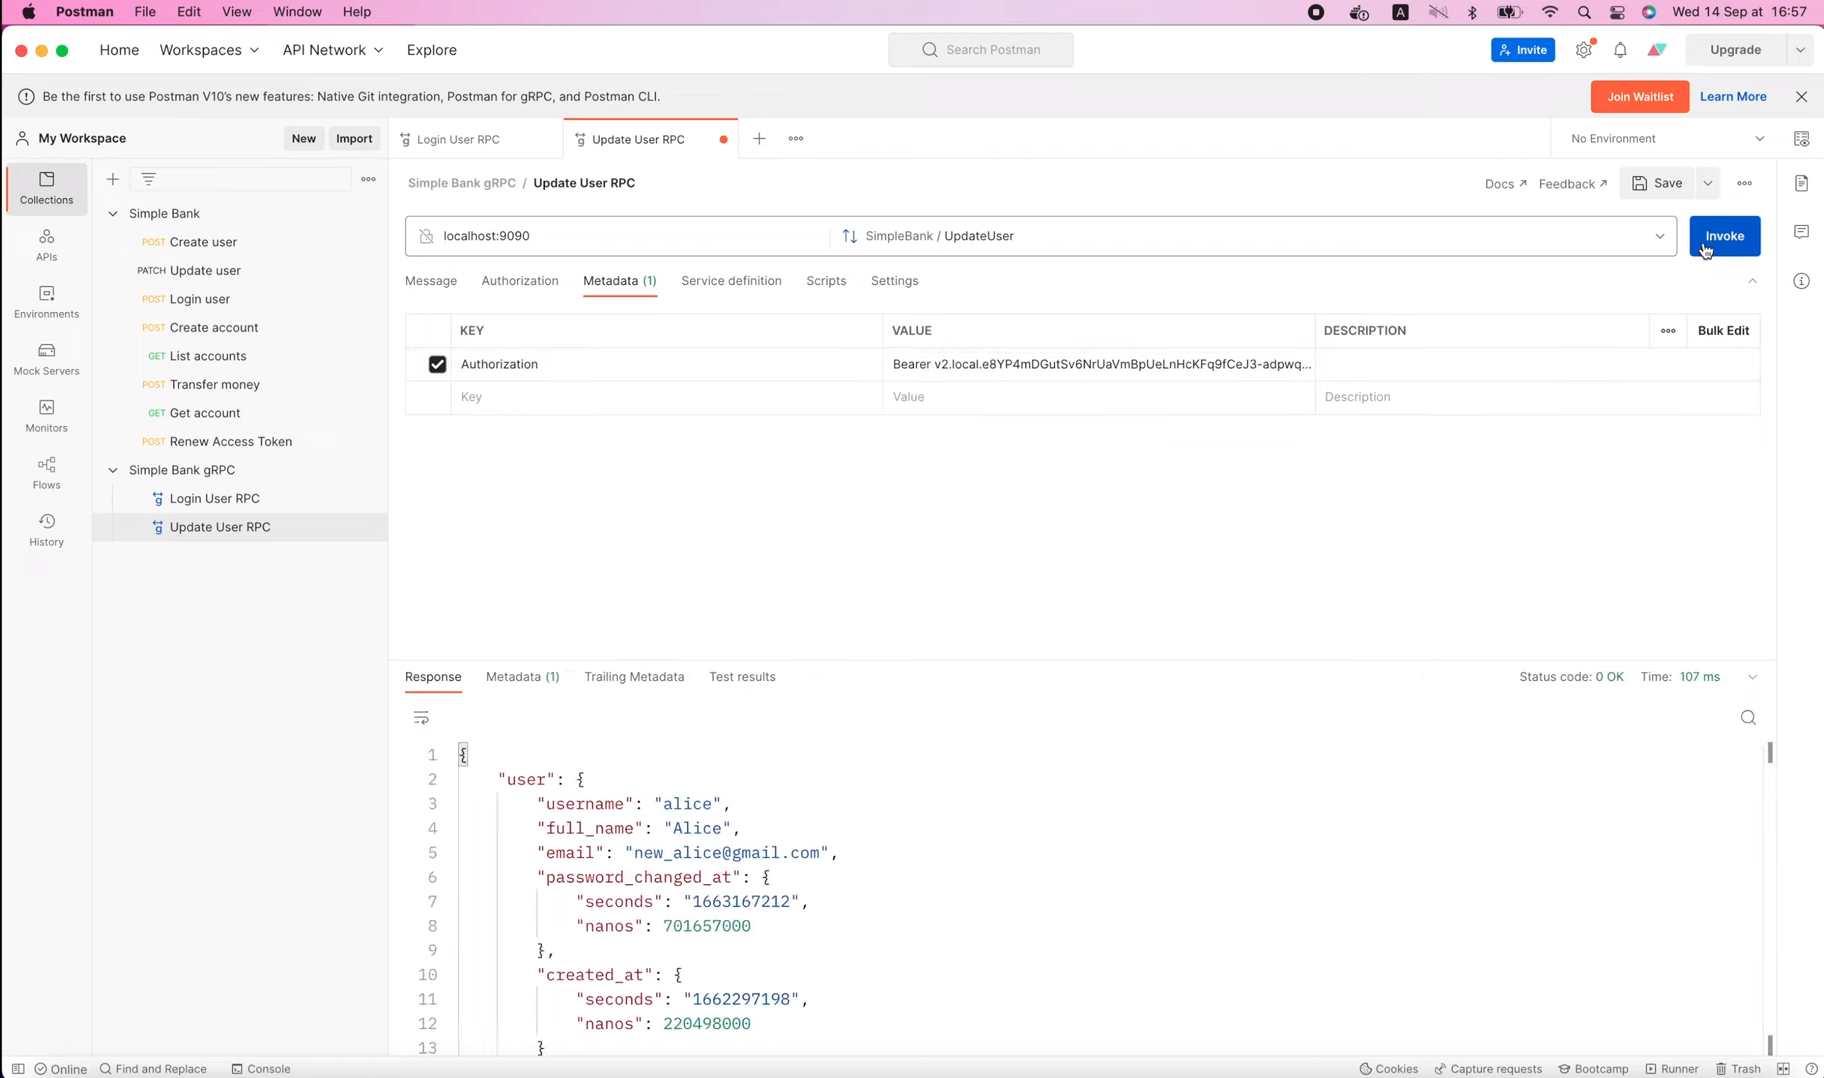 Postman File Edit View Window Help
A Wed 14 Sep at 16:57
Home Workspaces API Network Explore
Search Postman
Invite Upgrade
Be the first to use Postman V10's new features: Native Git integration, Postman for gRPC, and Postman CLI.
Join Waitlist Learn More
My Workspace New Import
Login User RPC Update User RPC No Environment
Collections
APIs
Environments
Mock Servers
Monitors
Flows
History
Simple Bank
POST Create user
PATCH Update user
POST Login user
POST Create account
GET List accounts
POST Transfer money
GET Get account
POST Renew Access Token
Simple Bank gRPC
Login User RPC
Update User RPC
Simple Bank gRPC / Update User RPC
Docs Feedback Save
localhost:9090 SimpleBank / UpdateUser Invoke
Message Authorization Metadata (1) Service definition Scripts Settings
KEY VALUE DESCRIPTION Bulk Edit
Authorization Bearer v2.local.e8YP4mDGutSv6NrUaVmBpUeLnHcKFq9fCeJ3-adpwq...
Key Value Description
Response Metadata (1) Trailing Metadata Test results
Status code: 0 OK Time: 107 ms
1 {
2 "user": {
3 "username": "alice",
4 "full_name": "Alice",
5 "email": "new_alice@gmail.com",
6 "password_changed_at": {
7 "seconds": "1663167212",
8 "nanos": 701657000
9 },
10 "created_at": {
11 "seconds": "1662297198",
12 "nanos": 220498000
13 }
Online Find and Replace Console
Cookies Capture requests Bootcamp Runner Trash